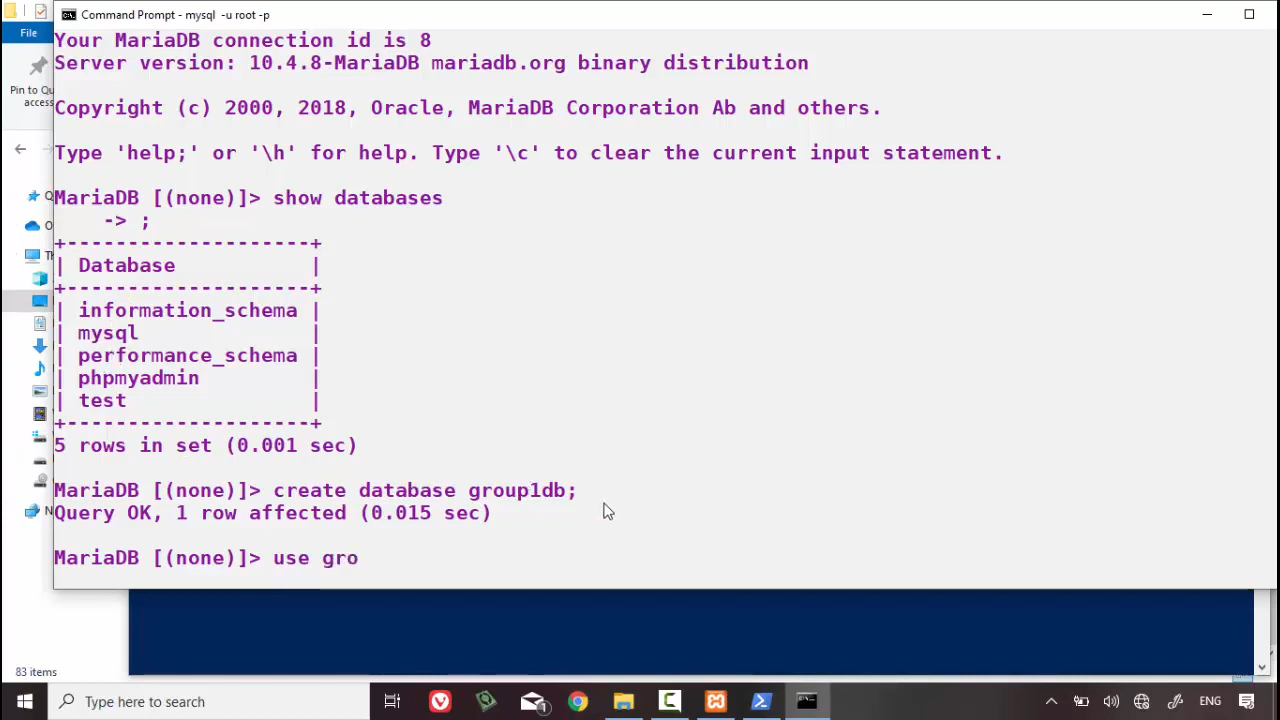 Command Prompt - mysql  -u root -p
File
Pin to Qu
access
Your MariaDB connection id is 8
Server version: 10.4.8-MariaDB mariadb.org binary distribution
Copyright (c) 2000, 2018, Oracle, MariaDB Corporation Ab and others.
Type 'help;' or '\h' for help. Type '\c' to clear the current input statement.
MariaDB [(none)]> show databases
    -> ;
+--------------------+
| Database           |
+--------------------+
| information_schema |
| mysql              |
| performance_schema |
| phpmyadmin         |
| test               |
+--------------------+
5 rows in set (0.001 sec)
MariaDB [(none)]> create database group1db;
Query OK, 1 row affected (0.015 sec)
MariaDB [(none)]> use gro
83 items
Type here to search
1
ENG